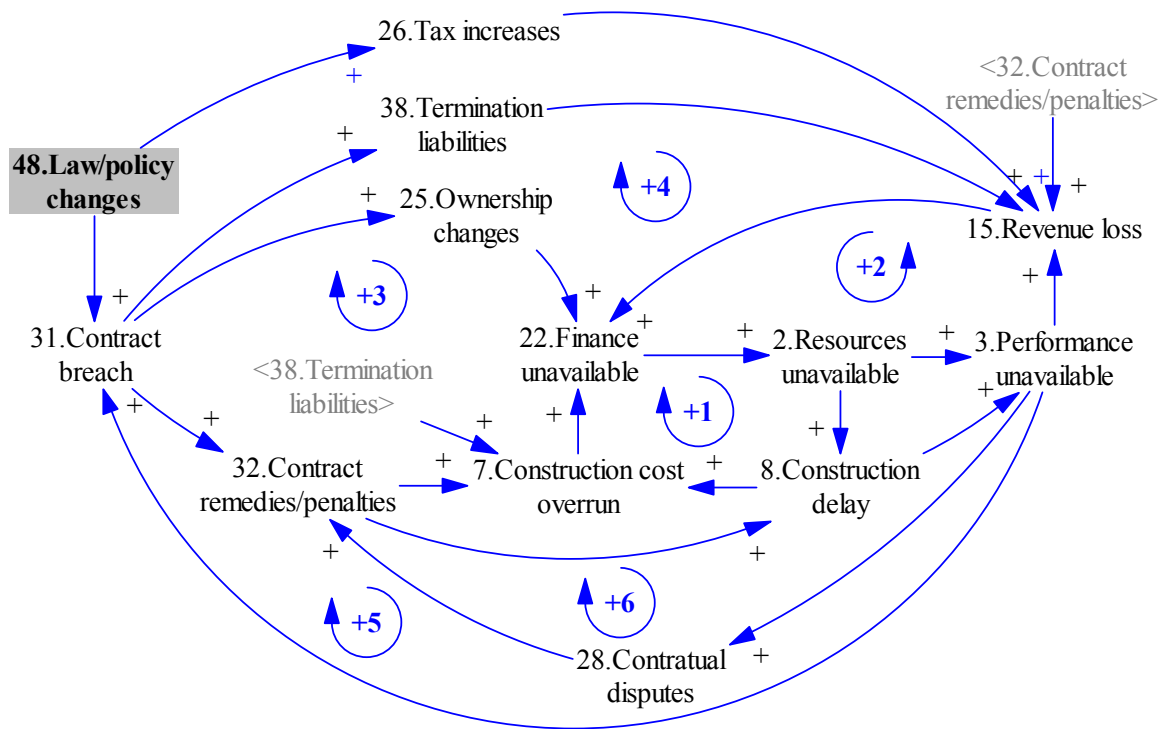 26.Tax increases
+
<32.Contract
remedies/penalties>
38.Termination
liabilities
+
48.Law/policy
changes
+4
+ + +
+
25.Ownership
changes
15.Revenue loss
+2
+
+3
+
+
+
31.Contract
breach
22.Finance
unavailable
+
2.Resources
unavailable
+
3.Performance
unavailable
<38.Termination
liabilities>
+1
+
+
+
+
+
+
32.Contract
remedies/penalties
+
7.Construction cost
overrun
+
8.Construction
delay
+
+
+5
+6
28.Contratual
disputes
+